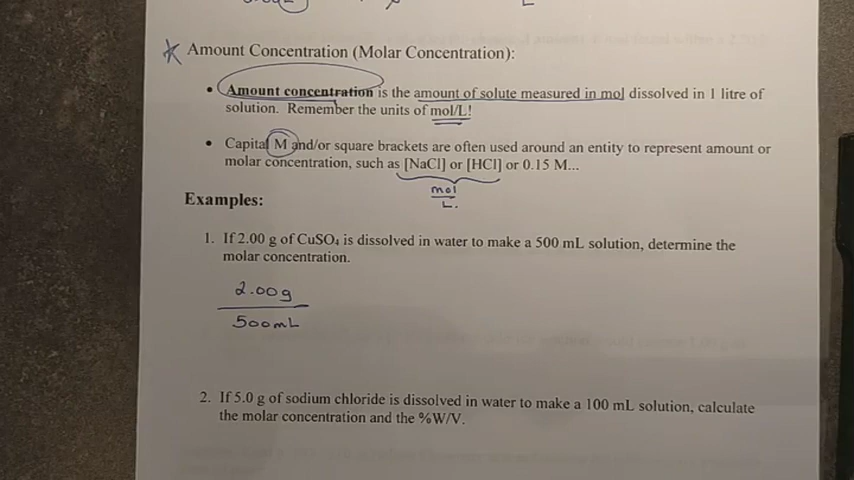 Amount Concentration (Molar Concentration):
• Amount concentration is the amount of solute measured in mol dissolved in 1 litre of
solution. Remember the units of mol/L!
• Capital M and/or square brackets are often used around an entity to represent amount or
molar concentration, such as [NaCl] or [HCl] or 0.15 M...
mol
L.
Examples:
1. If 2.00 g of CuSO₄ is dissolved in water to make a 500 mL solution, determine the
molar concentration.
2.00g
500mL
2. If 5.0 g of sodium chloride is dissolved in water to make a 100 mL solution, calculate
the molar concentration and the %W/V.